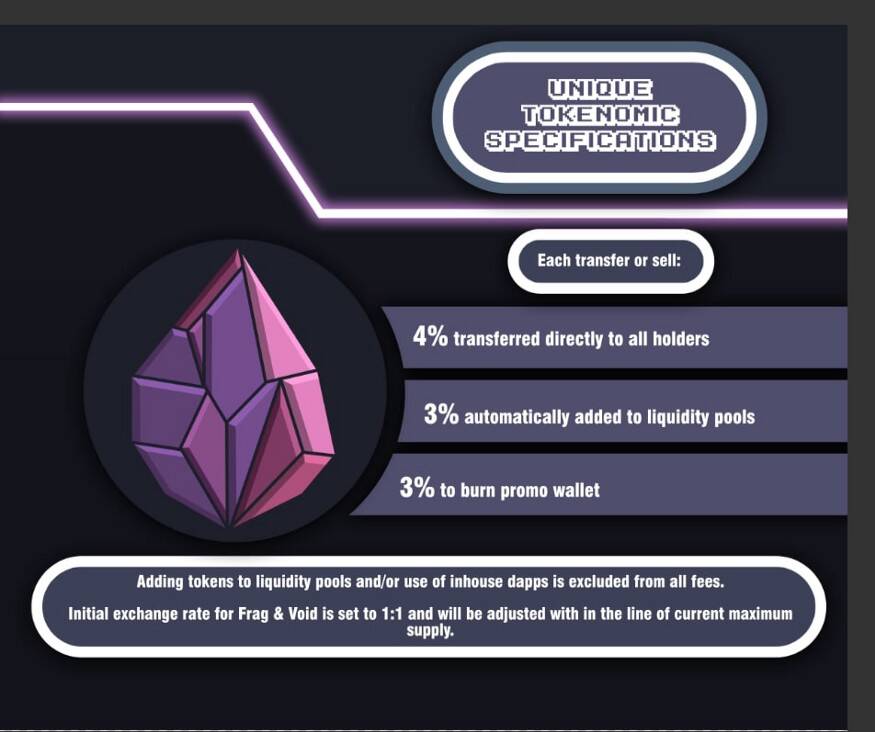 UNIQUE
TOKENOMIC
SPECIFICATIONS
Each transfer or sell:
4% transferred directly to all holders
3% automatically added to liquidity pools
3% to burn promo wallet
Adding tokens to liquidity pools and/or use of inhouse dapps is excluded from all fees.
Initial exchange rate for Frag & Void is set to 1:1 and will be adjusted with in the line of current maximum
supply.